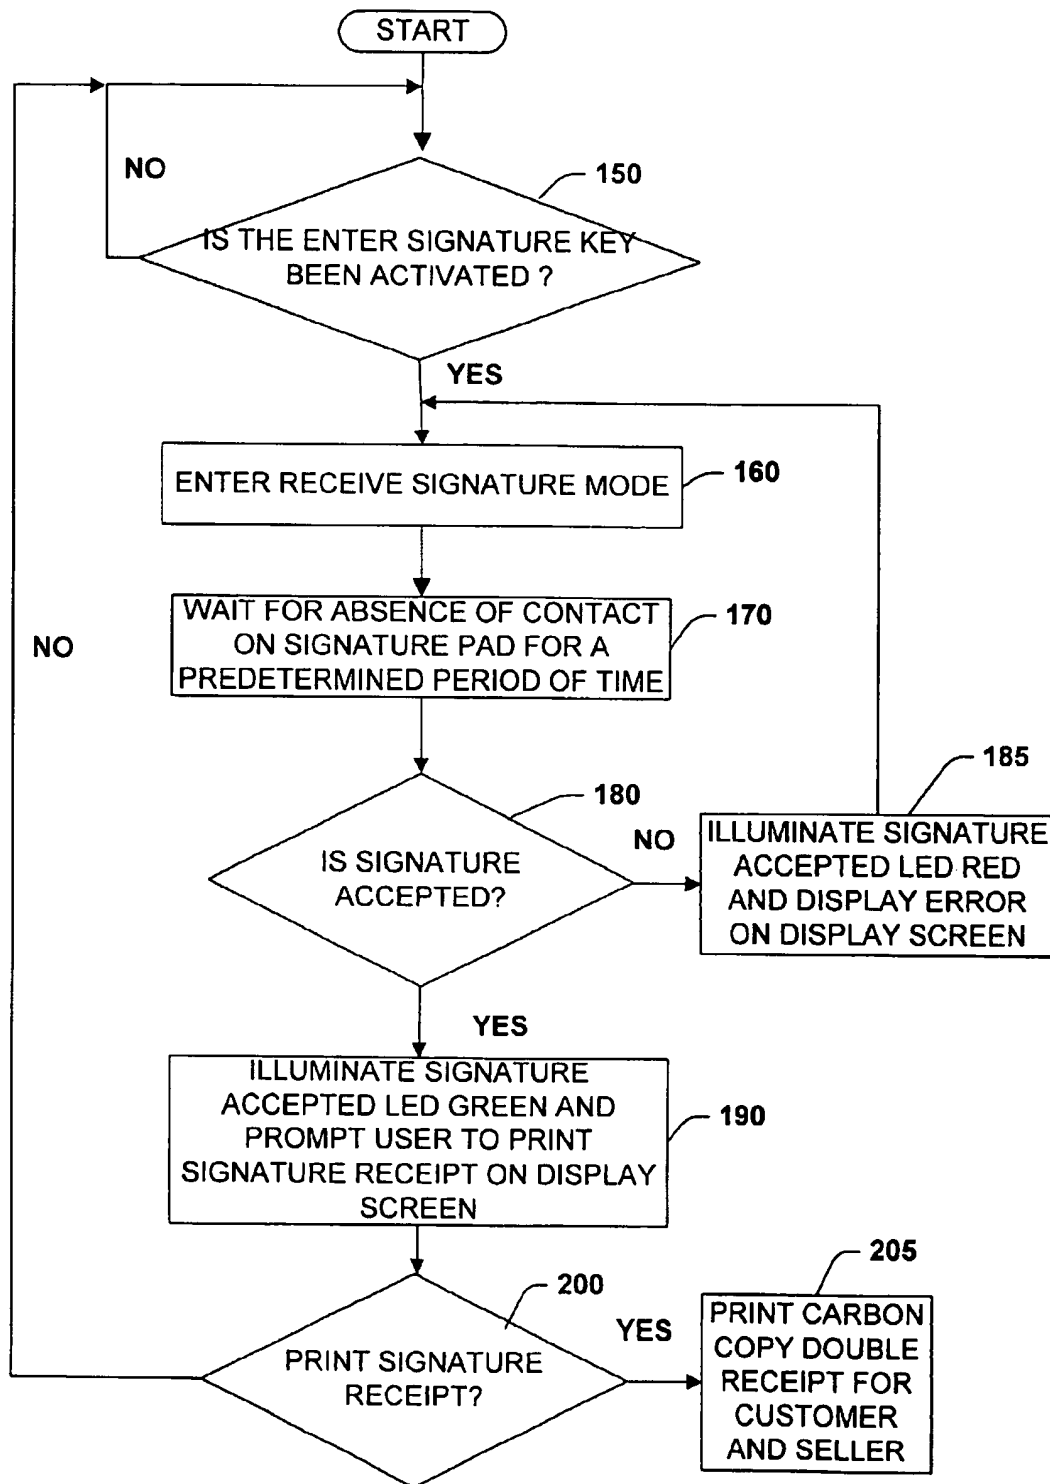 START
NO
150
IS THE ENTER SIGNATURE KEY
BEEN ACTIVATED ?
YES
ENTER RECEIVE SIGNATURE MODE
160
WAIT FOR ABSENCE OF CONTACT
ON SIGNATURE PAD FOR A
PREDETERMINED PERIOD OF TIME
170
NO
180
IS SIGNATURE
ACCEPTED?
NO
185
ILLUMINATE SIGNATURE
ACCEPTED LED RED
AND DISPLAY ERROR
ON DISPLAY SCREEN
YES
ILLUMINATE SIGNATURE
ACCEPTED LED GREEN AND
PROMPT USER TO PRINT
SIGNATURE RECEIPT ON DISPLAY
SCREEN
190
200
PRINT SIGNATURE
RECEIPT?
YES
205
PRINT CARBON
COPY DOUBLE
RECEIPT FOR
CUSTOMER
AND SELLER